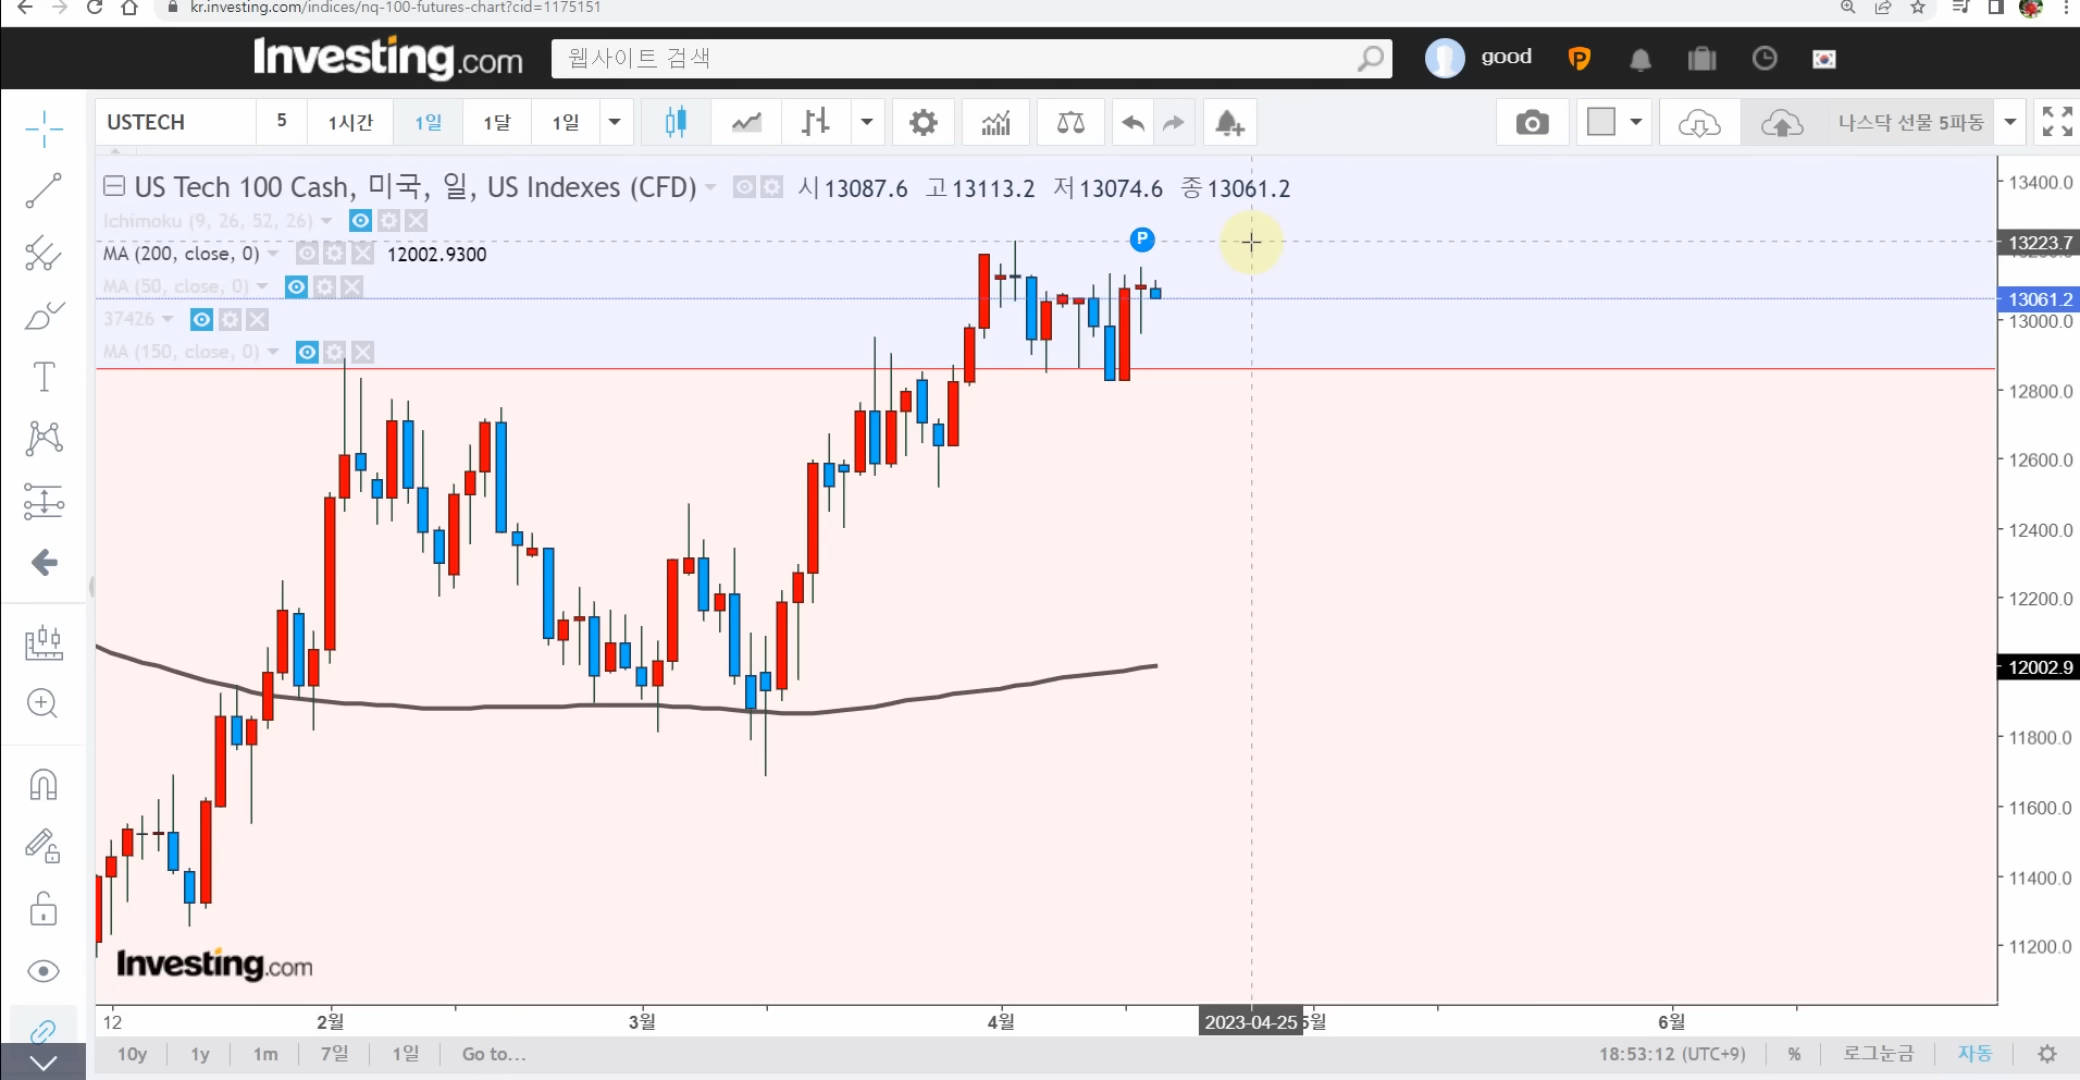 kr.investing.com/indices/nq-100-futures-chart?cid=1175151
Investing.com
웹사이트 검색
good
P
USTECH
5
1시간
1일
1달
1일
나스닥 선물 5파동
US Tech 100 Cash, 미국, 일, US Indexes (CFD)
시 13087.6 고 13113.2 저 13074.6 종 13061.2
Ichimoku (9, 26, 52, 26)
MA (200, close, 0)
12002.9300
MA (50, close, 0)
37426
MA (150, close, 0)
P
T
13400.0
13223.7
13061.2
13000.0
12800.0
12600.0
12400.0
12200.0
12002.9
11800.0
11600.0
11400.0
11200.0
Investing.com
12
2월
3월
4월
2023-04-25
5월
6월
10y
1y
1m
7일
1일
Go to...
18:53:12 (UTC+9)
%
로그눈금
자동